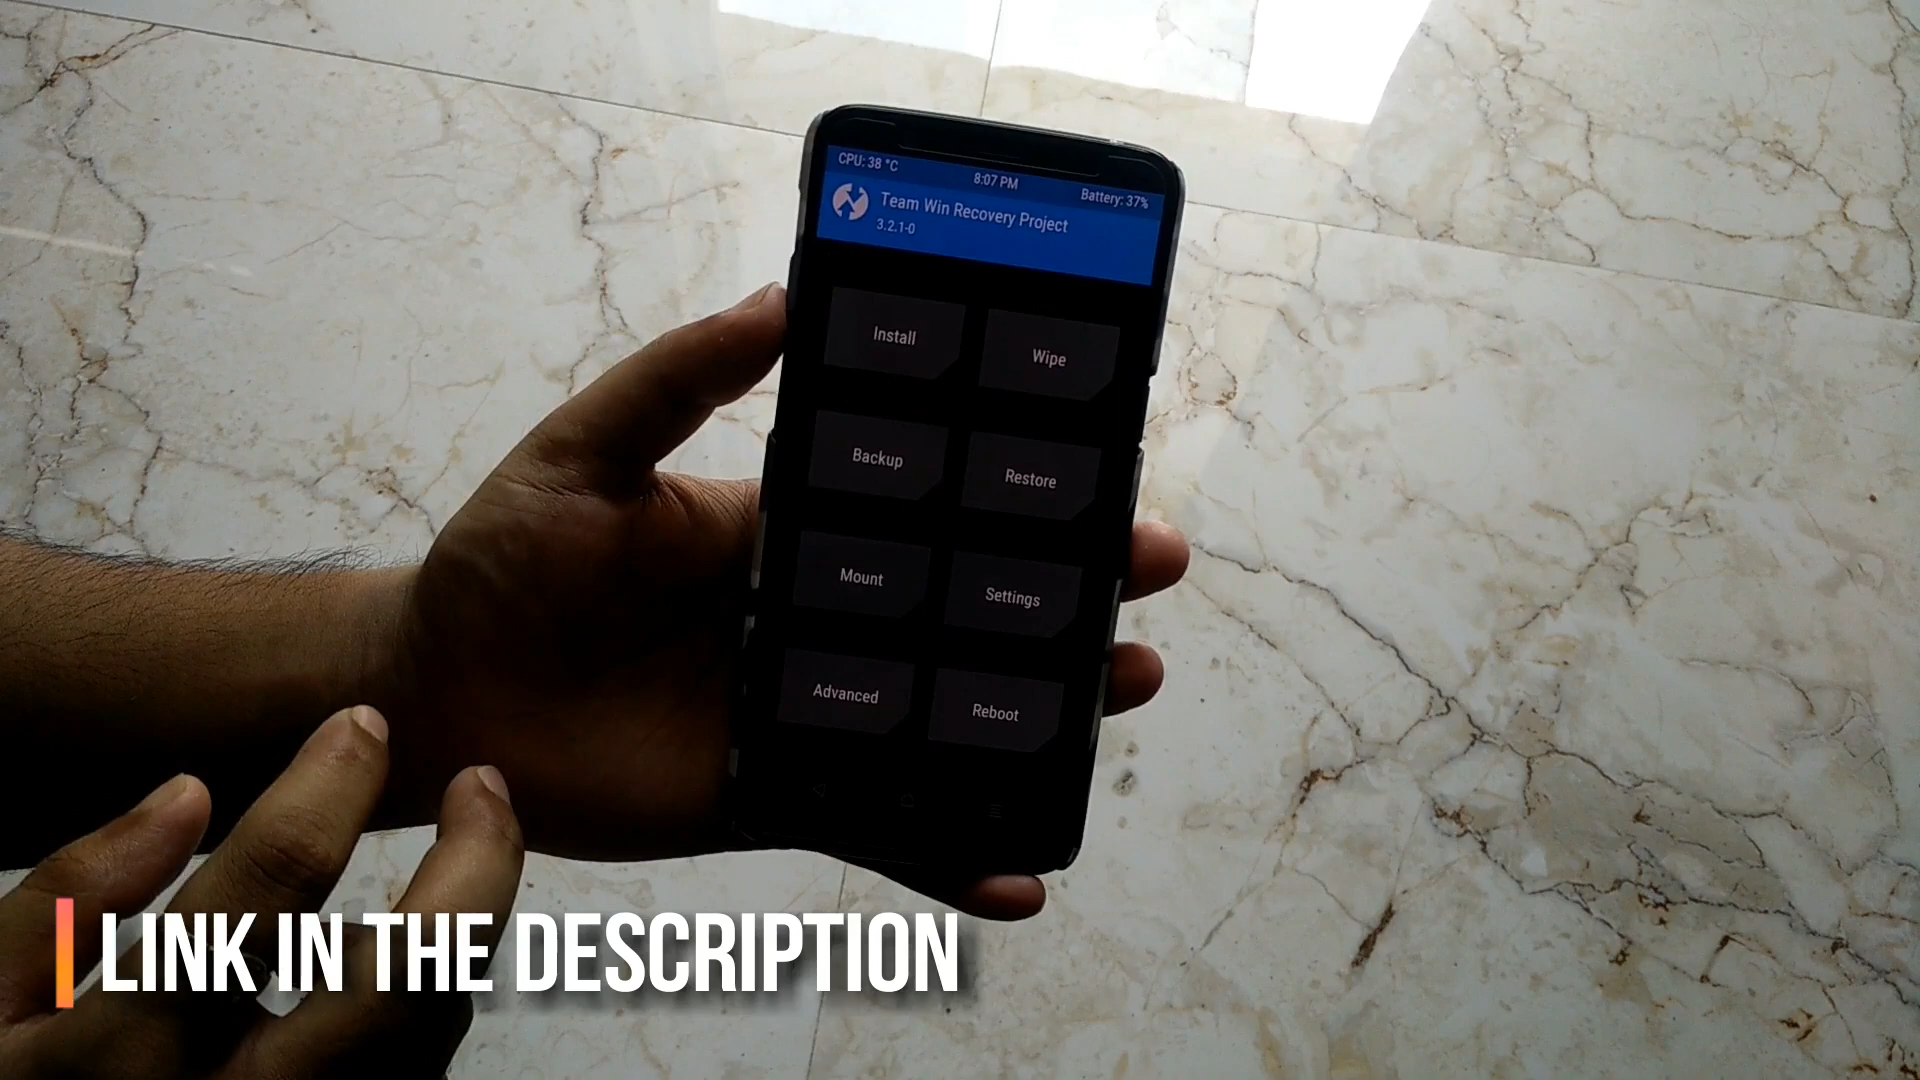 CPU: 38 °C
8:07 PM
Battery: 37%
Team Win Recovery Project
3.2.1-0
Install
Wipe
Backup
Restore
Mount
Settings
Advanced
Reboot
LINK IN THE DESCRIPTION